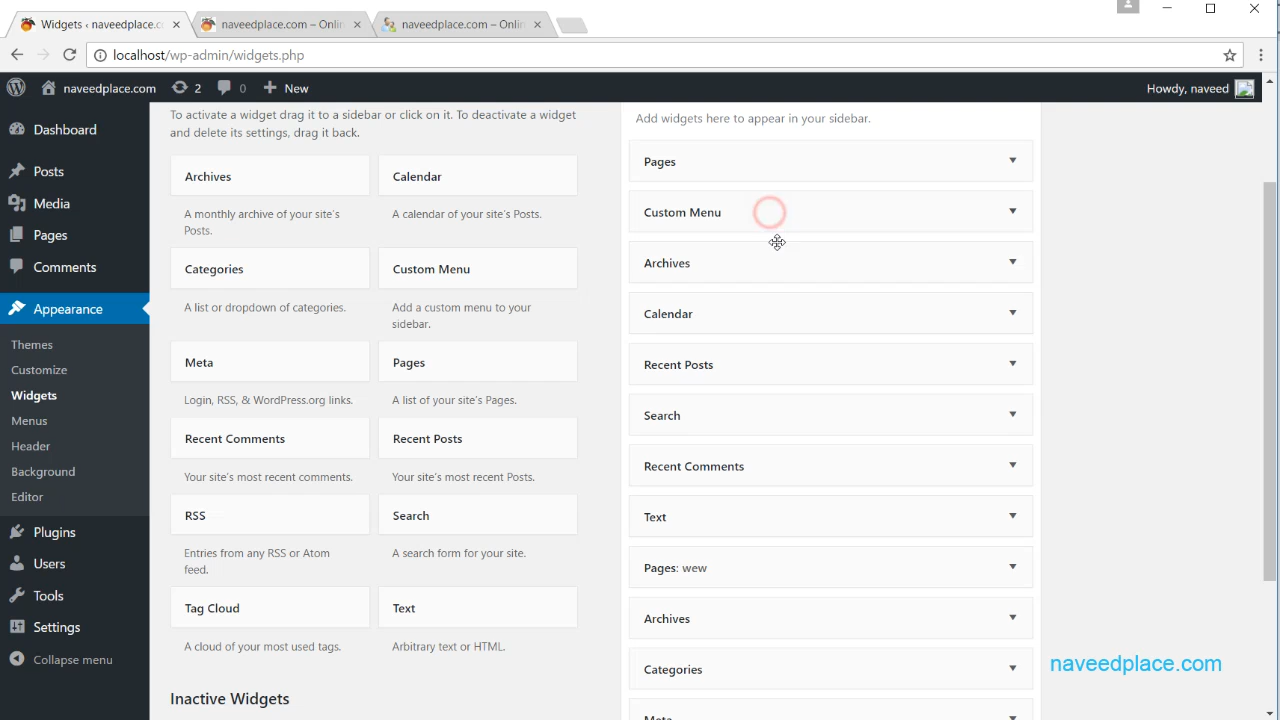 Widgets ‹ naveedplace.c
naveedplace.com – Onlin
naveedplace.com – Onlin
localhost/wp-admin/widgets.php
naveedplace.com
2
0
New
Howdy, naveed
Dashboard
Posts
Media
Pages
Comments
Appearance
Themes
Customize
Widgets
Menus
Header
Background
Editor
Plugins
Users
Tools
Settings
Collapse menu
To activate a widget drag it to a sidebar or click on it. To deactivate a widget
and delete its settings, drag it back.
Archives
A monthly archive of your site's
Posts.
Calendar
A calendar of your site's Posts.
Categories
A list or dropdown of categories.
Custom Menu
Add a custom menu to your
sidebar.
Meta
Login, RSS, & WordPress.org links.
Pages
A list of your site's Pages.
Recent Comments
Your site's most recent comments.
Recent Posts
Your site's most recent Posts.
RSS
Entries from any RSS or Atom
feed.
Search
A search form for your site.
Tag Cloud
A cloud of your most used tags.
Text
Arbitrary text or HTML.
Inactive Widgets
Add widgets here to appear in your sidebar.
Pages
Custom Menu
Archives
Calendar
Recent Posts
Search
Recent Comments
Text
Pages: wew
Archives
Categories
Meta
naveedplace.com